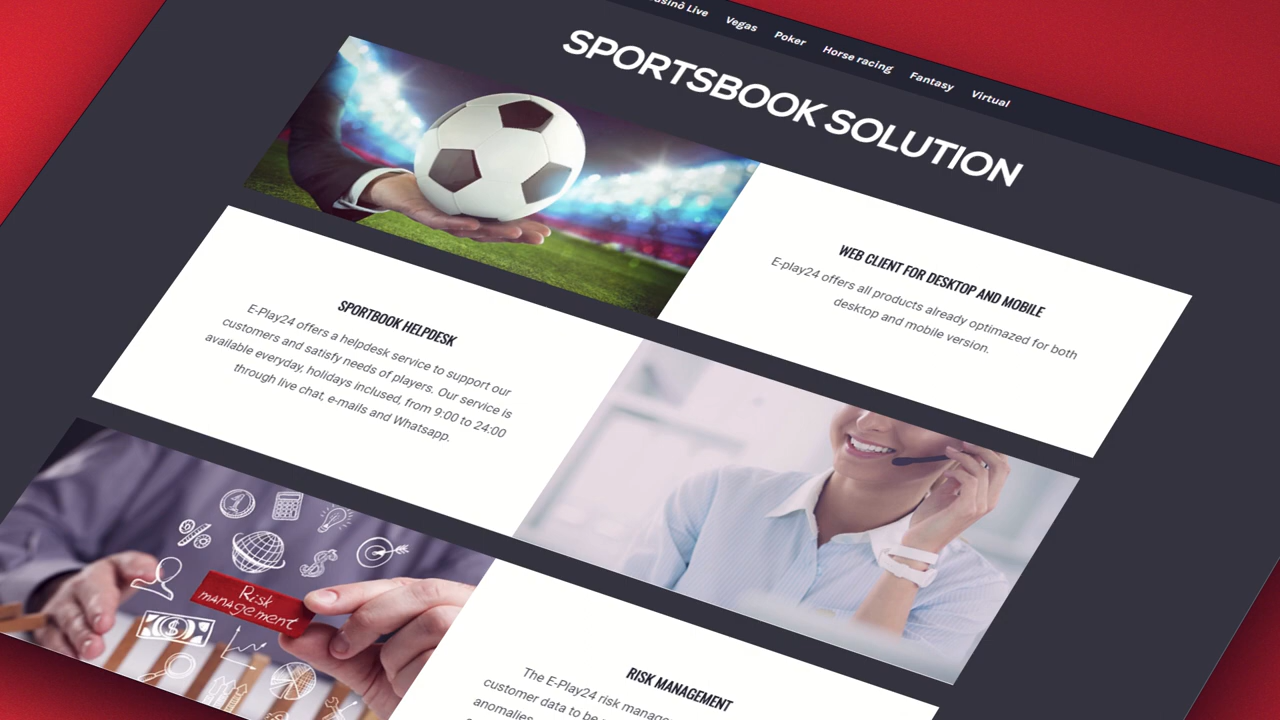 Live
Vegas
Poker
Horse racing
Fantasy
Virtual
SPORTSBOOK SOLUTION
WEB CLIENT FOR DESKTOP AND MOBILE
E-play24 offers all products already optimazed for both
desktop and mobile version.
SPORTBOOK HELPDESK
E-Play24 offers a helpdesk service to support our
customers and satisfy needs of players. Our service is
available everyday, holidays inclused, from 9:00 to 24:00
through live chat, e-mails and Whatsapp.
Risk
management
RISK MANAGEMENT
The E-Play24 risk
customer data to be
anomalies